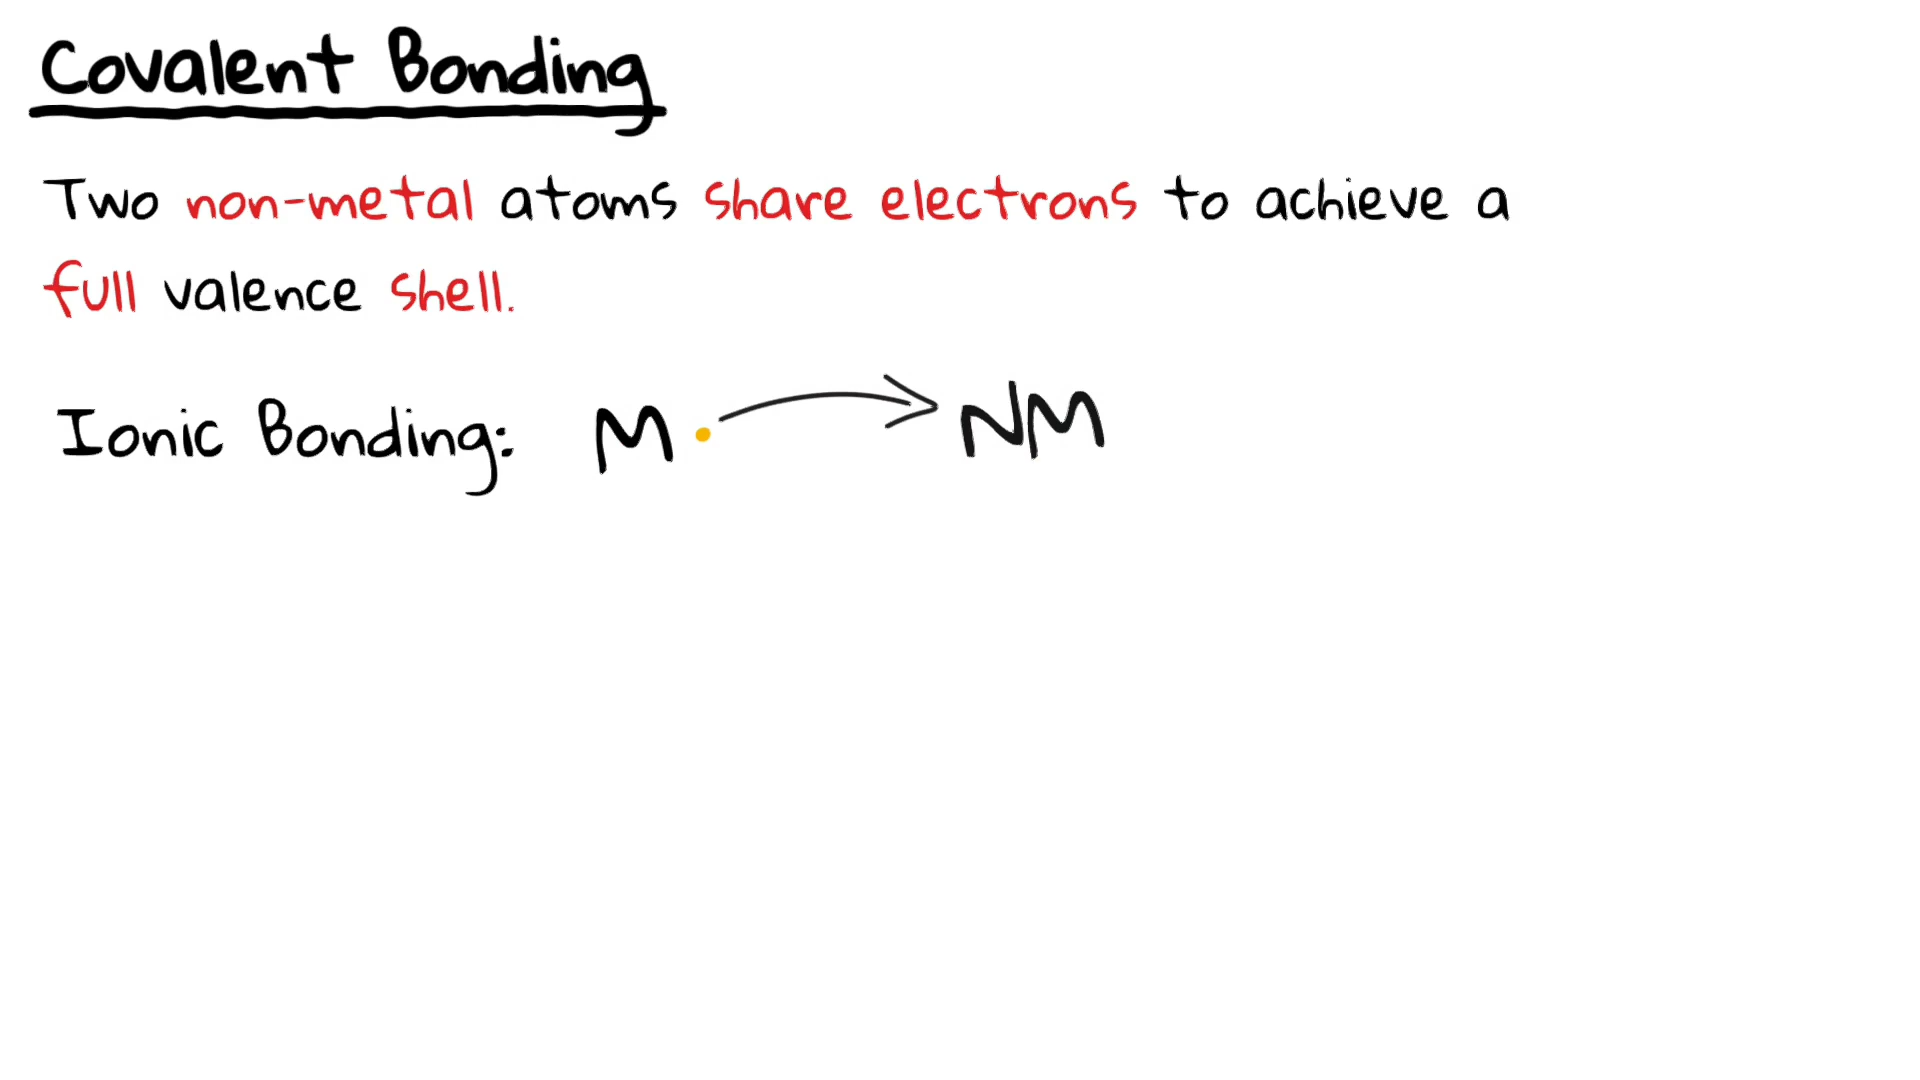 Covalent Bonding
Two non-metal atoms share electrons to achieve a
full valence shell.
Ionic Bonding: M NM